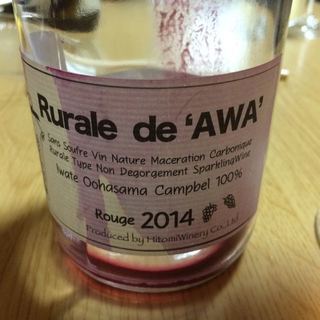 Rurale de 'AWA'
Sans Soufre Vin Nature Maceration Carbonique
Rurale Type Non Degorgement SparklingWine
Iwate Oohasama Campbel 100%
Rouge 2014
Produced by HitomiWinery Co.,Ltd